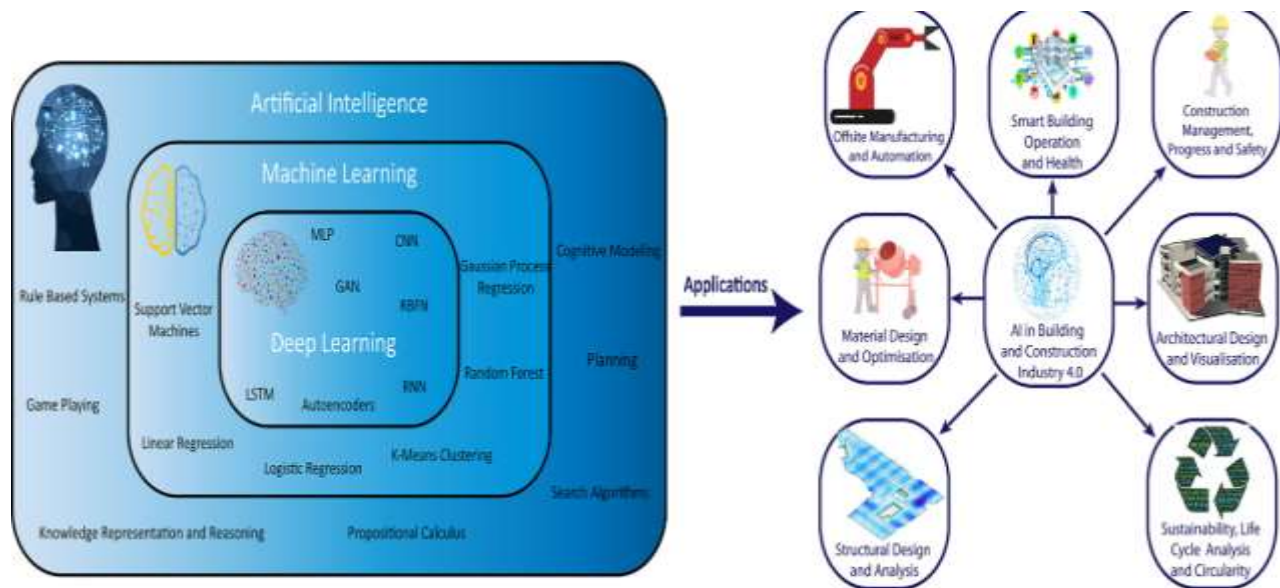 Artificial Intelligence
Machine Learning
MLP
CNN
GAN
RBFN
Deep Learning
LSTM
Autoencoders
RNN
Support Vector
Machines
Gaussian Process
Regression
Random Forest
Linear Regression
Logistic Regression
K-Means Clustering
Rule Based Systems
Game Playing
Cognitive Modeling
Planning
Search Algorithms
Knowledge Representation and Reasoning
Propositional Calculus
Applications
Offsite Manufacturing
and Automation
Smart Building
Operation
and Health
Construction
Management,
Progress and Safety
Material Design
and Optimisation
AI in Building
and Construction
Industry 4.0
Architectural Design
and Visualisation
Structural Design
and Analysis
Sustainability, Life
Cycle Analysis
and Circularity